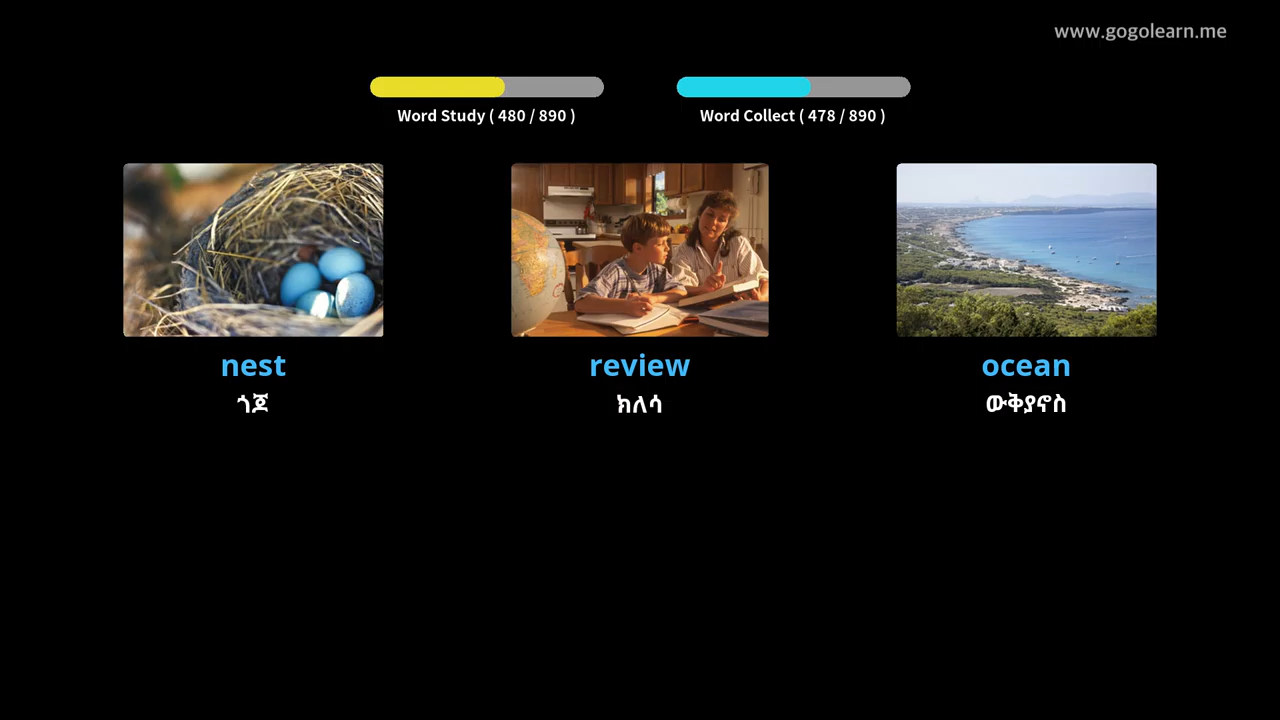 www.gogolearn.me
Word Study ( 480 / 890 )
Word Collect ( 478 / 890 )
nest
ጎጆ
review
ክለሳ
ocean
ውቅያኖስ